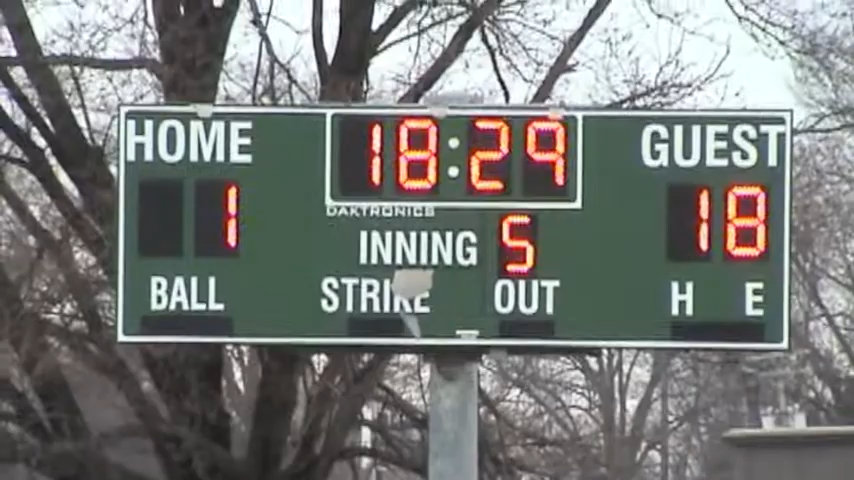 HOME 18:29 GUEST
1 18
DAKTRONICS
INNING 5
BALL STRIKE OUT H E